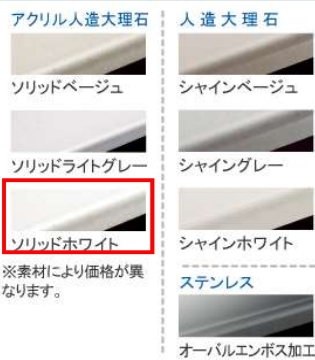 アクリル人造大理石
ソリッドベージュ
ソリッドライトグレー
ソリッドホワイト
※素材により価格が異
なります。
人造大理石
シャインベージュ
シャイングレー
シャインホワイト
ステンレス
オーバルエンボス加工